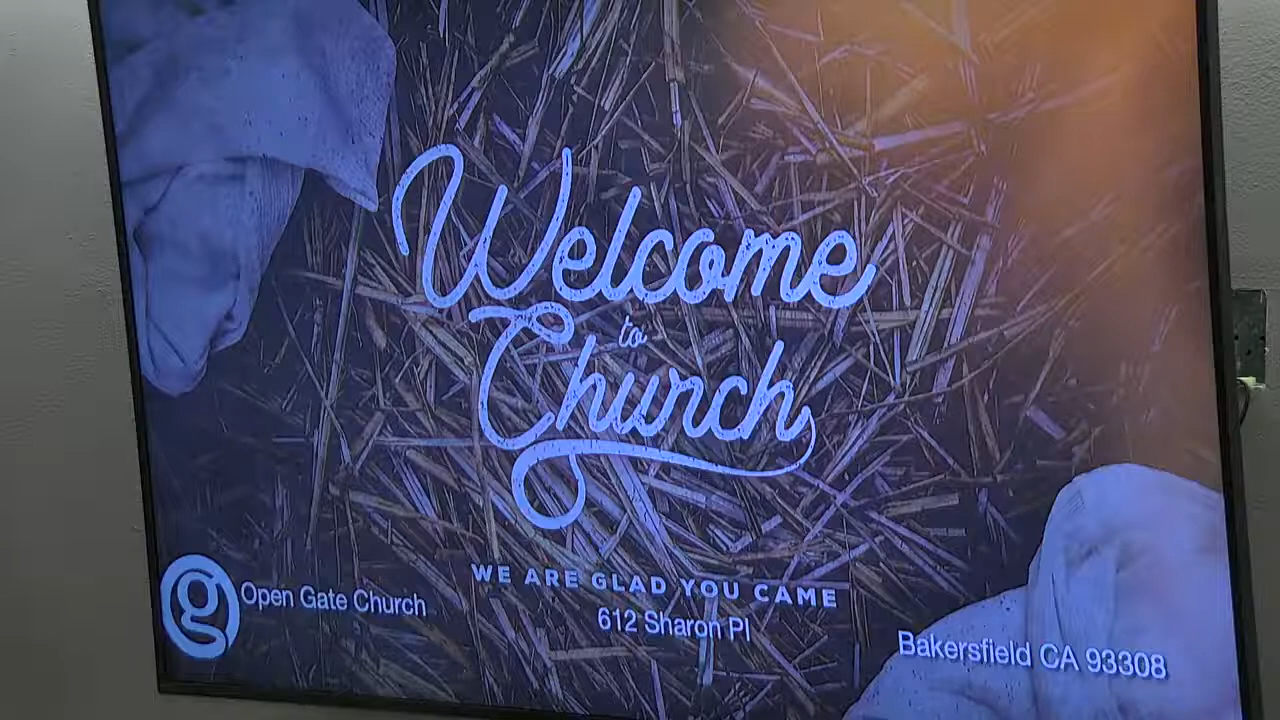 Welcome
to
Church
WE ARE GLAD YOU CAME
g Open Gate Church
612 Sharon Pl
Bakersfield CA 93308